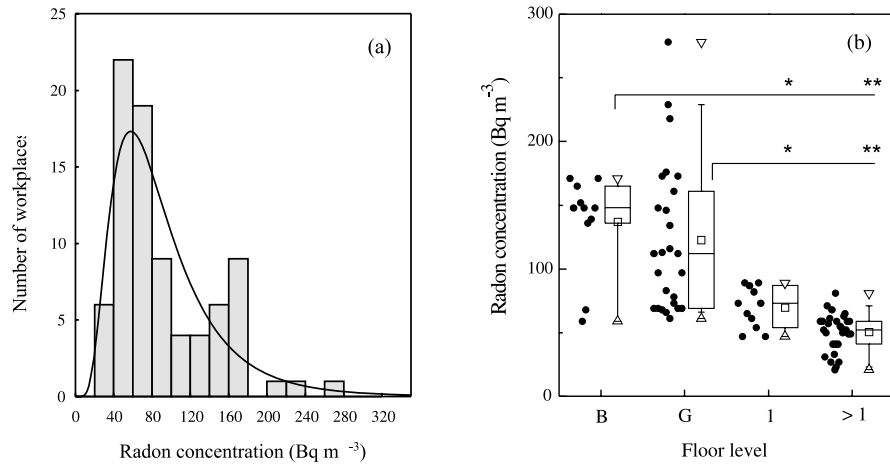 25
20
15
10
5
0
Number of workplaces
(a)
0 40 80 120 160 200 240 280 320
Radon concentration (Bq m −3)
300
200
100
0
Radon concentration (Bq m−3)
(b)
* **
* **
B G 1 >1
Floor level